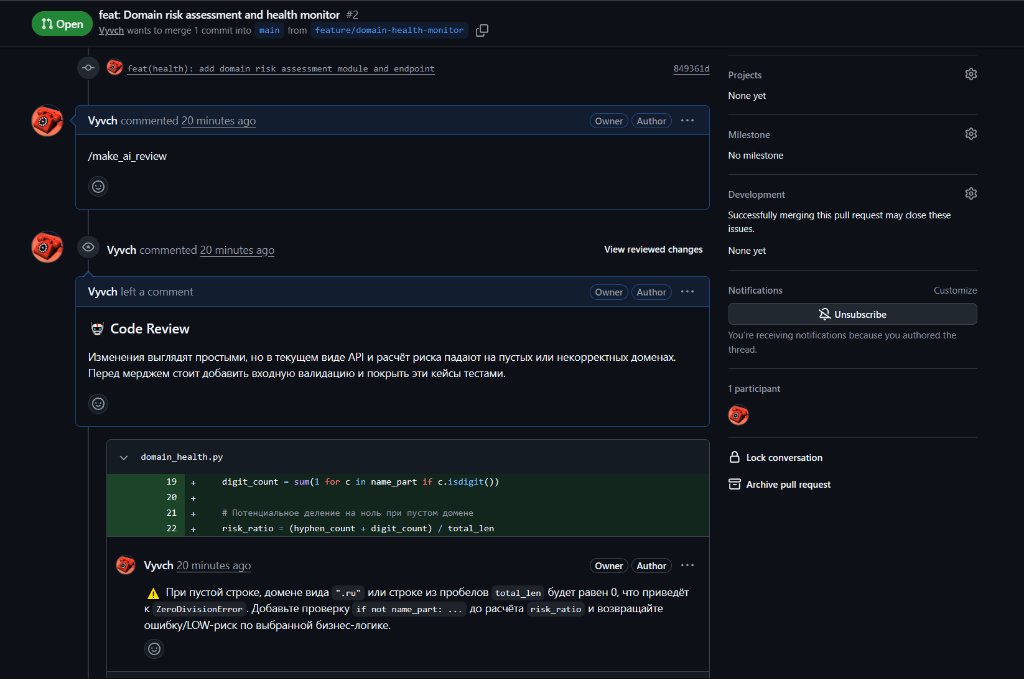 Open
feat: Domain risk assessment and health monitor #2
Vyvch wants to merge 1 commit into main from feature/domain-health-monitor
feat(health): add domain risk assessment module and endpoint 849361d
Vyvch commented 20 minutes ago Owner Author
/make_ai_review
Vyvch commented 20 minutes ago View reviewed changes
Vyvch left a comment Owner Author
Code Review
Изменения выглядят простыми, но в текущем виде API и расчёт риска падают на пустых или некорректных доменах.
Перед мерджем стоит добавить входную валидацию и покрыть эти кейсы тестами.
domain_health.py
19 + digit_count = sum(1 for c in name_part if c.isdigit())
20 +
21 + # Потенциальное деление на ноль при пустом домене
22 + risk_ratio = (hyphen_count + digit_count) / total_len
Vyvch 20 minutes ago Owner Author
При пустой строке, домене вида ".ru" или строке из пробелов total_len будет равен 0, что приведёт
к ZeroDivisionError. Добавьте проверку if not name_part: ... до расчёта risk_ratio и возвращайте
ошибку/LOW-риск по выбранной бизнес-логике.
Projects
None yet
Milestone
No milestone
Development
Successfully merging this pull request may close these
issues.
None yet
Notifications Customize
Unsubscribe
You're receiving notifications because you authored the
thread.
1 participant
Lock conversation
Archive pull request